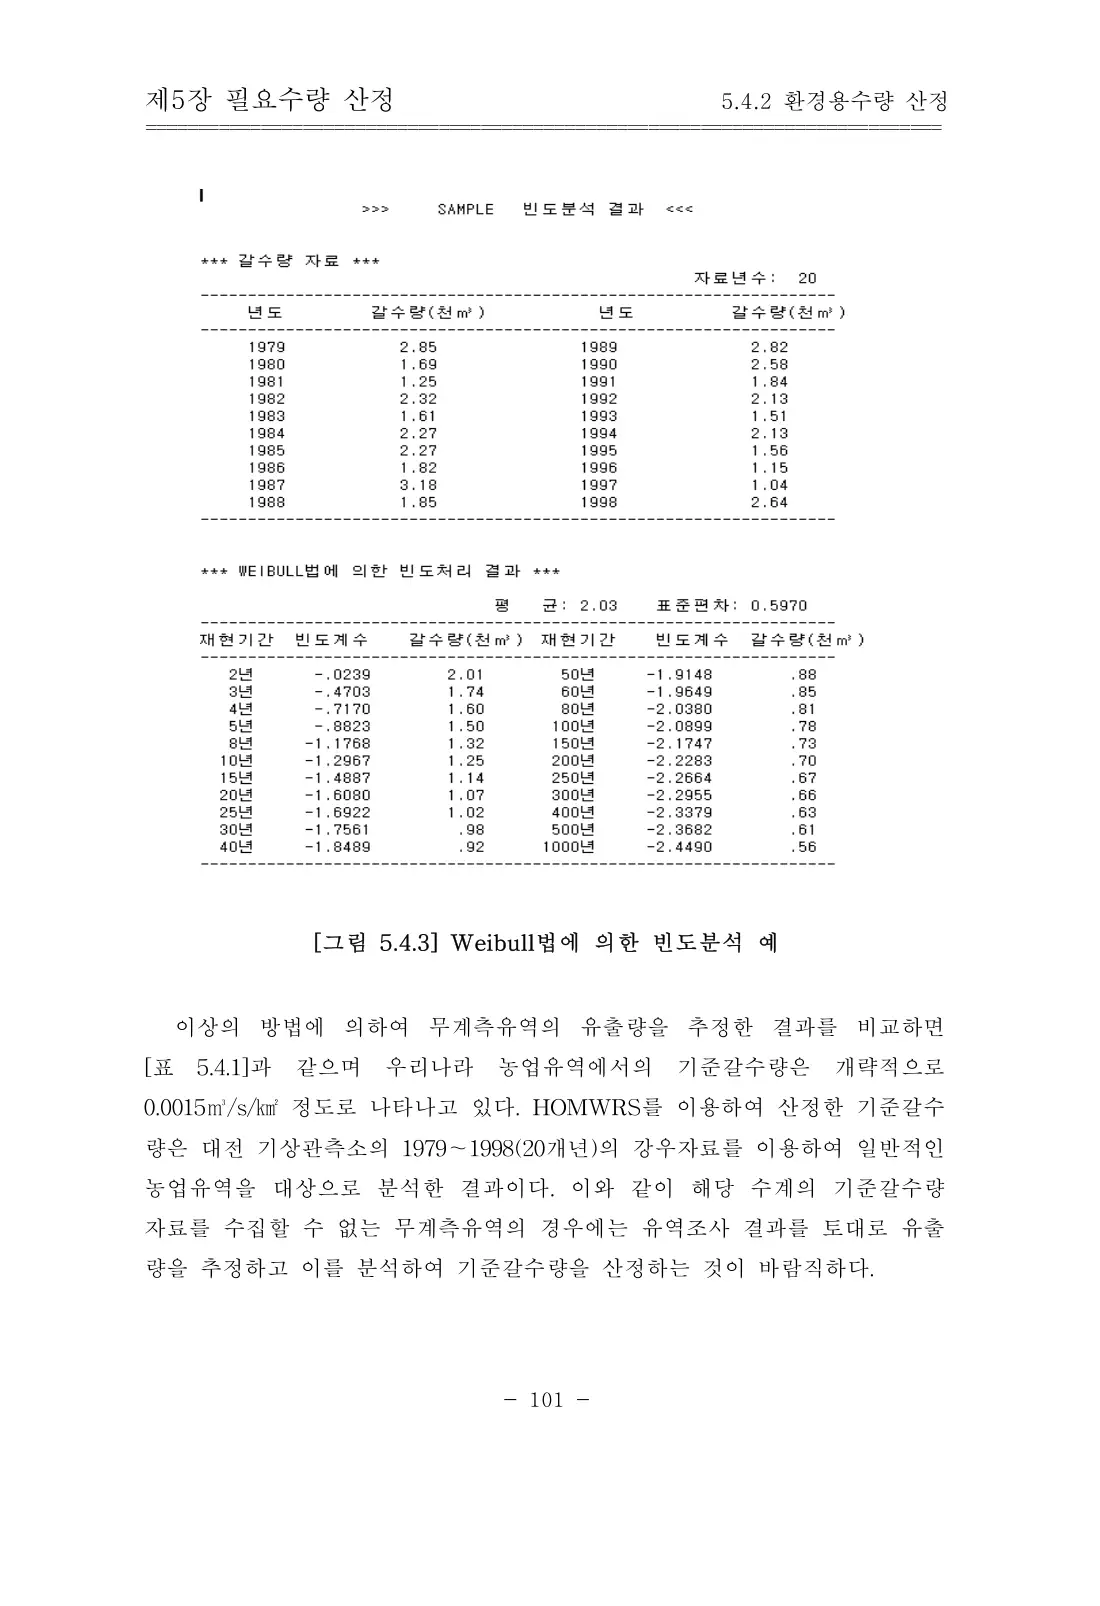 제5장 필요수량 산정 5.4.2 환경용수량 산정
>>> SAMPLE 빈도분석 결과 <<<
*** 갈수량 자료 ***
자료년수: 20
년도 갈수량(천㎥) 년도 갈수량(천㎥)
1979 2.85 1989 2.82
1980 1.69 1990 2.58
1981 1.25 1991 1.84
1982 2.32 1992 2.13
1983 1.61 1993 1.51
1984 2.27 1994 2.13
1985 2.27 1995 1.56
1986 1.82 1996 1.15
1987 3.18 1997 1.04
1988 1.85 1998 2.64
*** WEIBULL법에 의한 빈도처리 결과 ***
평 균: 2.03 표준편차: 0.5970
재현기간 빈도계수 갈수량(천㎥) 재현기간 빈도계수 갈수량(천㎥)
2년 -.0239 2.01 50년 -1.9148 .88
3년 -.4703 1.74 60년 -1.9649 .85
4년 -.7170 1.60 80년 -2.0380 .81
5년 -.8823 1.50 100년 -2.0899 .78
8년 -1.1768 1.32 150년 -2.1747 .73
10년 -1.2967 1.25 200년 -2.2283 .70
15년 -1.4887 1.14 250년 -2.2664 .67
20년 -1.6080 1.07 300년 -2.2955 .66
25년 -1.6922 1.02 400년 -2.3379 .63
30년 -1.7561 .98 500년 -2.3682 .61
40년 -1.8489 .92 1000년 -2.4490 .56
[그림 5.4.3] Weibull법에 의한 빈도분석 예
이상의 방법에 의하여 무계측유역의 유출량을 추정한 결과를 비교하면
[표 5.4.1]과 같으며 우리나라 농업유역에서의 기준갈수량은 개략적으로
0.0015㎥/s/㎢ 정도로 나타나고 있다. HOMWRS를 이용하여 산정한 기준갈수
량은 대전 기상관측소의 1979～1998(20개년)의 강우자료를 이용하여 일반적인
농업유역을 대상으로 분석한 결과이다. 이와 같이 해당 수계의 기준갈수량
자료를 수집할 수 없는 무계측유역의 경우에는 유역조사 결과를 토대로 유출
량을 추정하고 이를 분석하여 기준갈수량을 산정하는 것이 바람직하다.
- 101 -